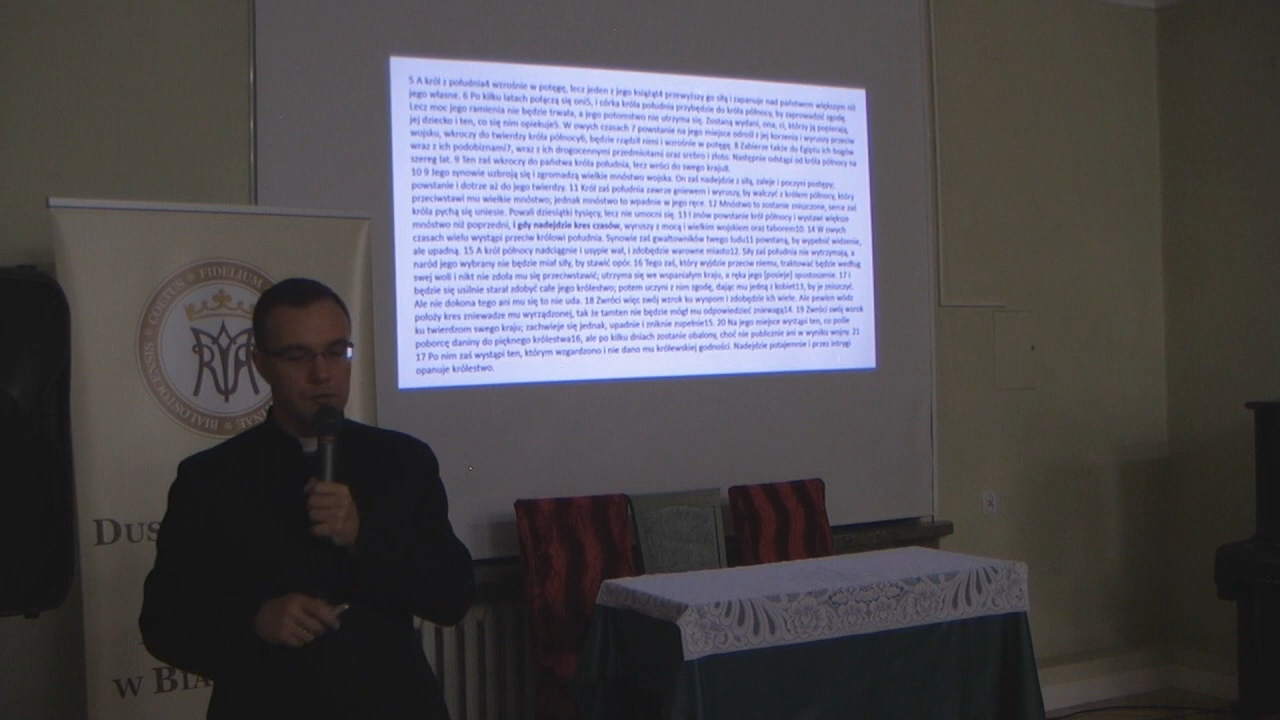 5 A król z południa4 wzrośnie w potęgę, lecz jeden z jego książąt4 przewyższy go siłą i zapanuje nad państwem większym niż
jego własne. 6 Po kilku latach połączą się oni5, i córka króla południa przybędzie do króla północy, by zaprowadzić zgodę.
Lecz moc jego ramienia nie będzie trwała, a jego potomstwo nie utrzyma się. Zostaną wydani, ona, ci, którzy ją popierają,
jej dziecko i ten, co się nim opiekuje5. W owych czasach 7 powstanie na jego miejsce odrośl z jej korzenia i wyruszy przeciw
wojsku, wkroczy do twierdzy króla północy6, będzie rządził nimi i wzrośnie w potęgę. 8 Zabierze także do Egiptu ich bogów
wraz z ich podobiznami7, wraz z ich drogocennymi przedmiotami oraz srebro i złoto. Następnie odstąpi od króla północy na
szereg lat. 9 Ten zaś wkroczy do państwa króla południa, lecz wróci do swego kraju8.
10 9 Jego synowie uzbroją się i zgromadzą wielkie mnóstwo wojska. On zaś nadejdzie z siłą, zaleje i poczyni postępy,
powstanie i dotrze aż do jego twierdzy. 11 Król zaś południa zawrze gniewem i wyruszy, by walczyć z królem północy, który
przeciwstawi mu wielkie mnóstwo; jednak mnóstwo to wpadnie w jego ręce. 12 Mnóstwo to zostanie zniszczone, serce zaś
króla pychą się uniesie. Powali dziesiątki tysięcy, lecz nie umocni się. 13 I znów powstanie król północy i wystawi większe
mnóstwo niż poprzedni, i gdy nadejdzie kres czasów, wyruszy z mocą i wielkim wojskiem oraz taborem10. 14 W owych
czasach wielu wystąpi przeciw królowi południa. Synowie zaś gwałtowników twego ludu11 powstaną, by wypełnić widzenie,
ale upadną. 15 A król północy nadciągnie i usypie wał, i zdobędzie warowne miasto12. Siły zaś południa nie wytrzymają, a
naród jego wybrany nie będzie miał siły, by stawić opór. 16 Tego zaś, który wyjdzie przeciw niemu, traktować będzie według
swej woli i nikt nie zdoła mu się przeciwstawić; utrzyma się we wspaniałym kraju, a ręka jego [posieje] spustoszenie. 17 I
będzie się usilnie starał zdobyć całe jego królestwo; potem uczyni z nim zgodę, dając mu jedną z kobiet13, by je zniszczyć.
Ale nie dokona tego ani mu się to nie uda. 18 Zwróci więc swój wzrok ku wyspom i zdobędzie ich wiele. Ale pewien wódz
położy kres zniewadze mu wyrządzonej, tak że tamten nie będzie mógł mu odpowiedzieć zniewagą14. 19 Zwróci swój wzrok
ku twierdzom swego kraju; zachwieje się jednak, upadnie i zniknie zupełnie15. 20 Na jego miejsce wystąpi ten, co pośle
poborcę daniny do pięknego królestwa16, ale po kilku dniach zostanie obalony, choć nie publicznie ani w wyniku wojny. 21
17 Po nim zaś wystąpi ten, którym wzgardzono i nie dano mu królewskiej godności. Nadejdzie potajemnie i przez intrygi
opanuje królestwo.
FIDELIUM
COETUS
BIALOSTOCIENSIS
DUS
W BIA